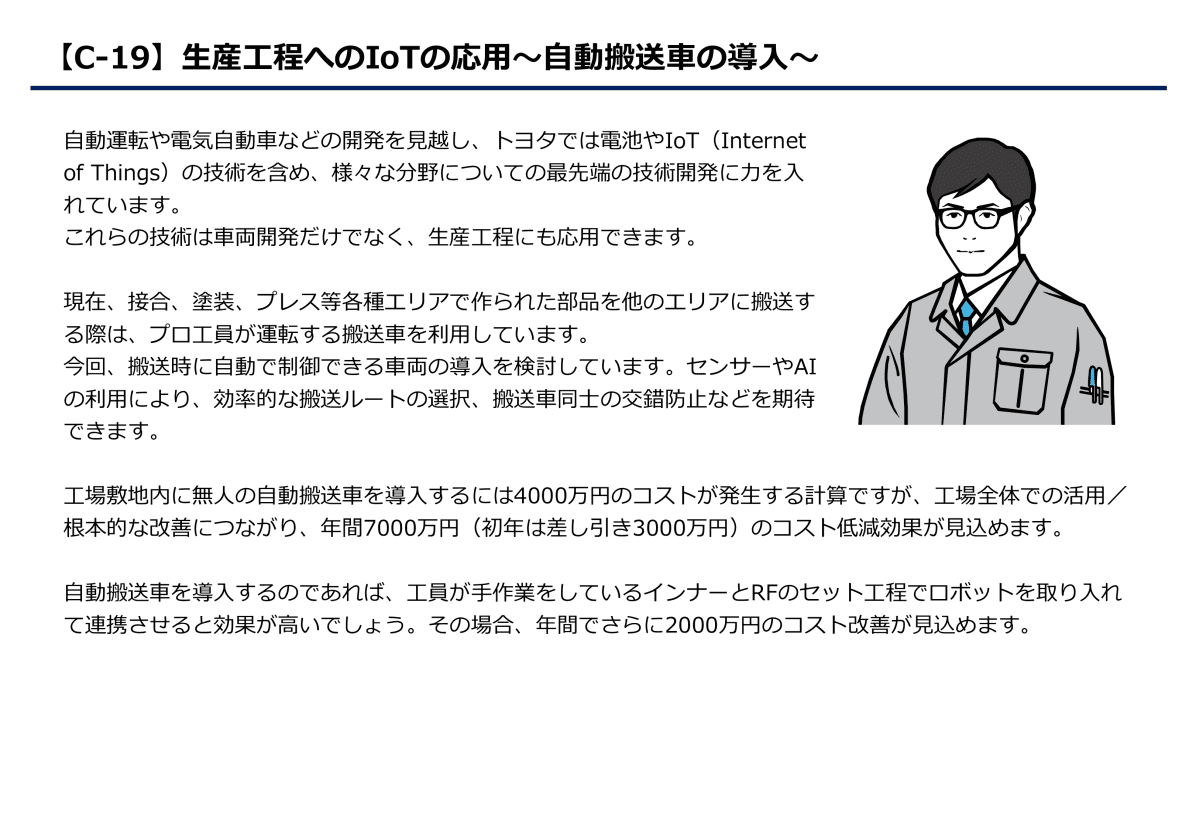 【C-19】生産工程へのIoTの応用～自動搬送車の導入～
自動運転や電気自動車などの開発を見越し、トヨタでは電池やIoT（Internet
of Things）の技術を含め、様々な分野についての最先端の技術開発に力を入
れています。
これらの技術は車両開発だけでなく、生産工程にも応用できます。
現在、接合、塗装、プレス等各種エリアで作られた部品を他のエリアに搬送す
る際は、プロ工員が運転する搬送車を利用しています。
今回、搬送時に自動で制御できる車両の導入を検討しています。センサーやAI
の利用により、効率的な搬送ルートの選択、搬送車同士の交錯防止などを期待
できます。
工場敷地内に無人の自動搬送車を導入するには4000万円のコストが発生する計算ですが、工場全体での活用／
根本的な改善につながり、年間7000万円（初年は差し引き3000万円）のコスト低減効果が見込めます。
自動搬送車を導入するのであれば、工員が手作業をしているインナーとRFのセット工程でロボットを取り入れ
て連携させると効果が高いでしょう。その場合、年間でさらに2000万円のコスト改善が見込めます。